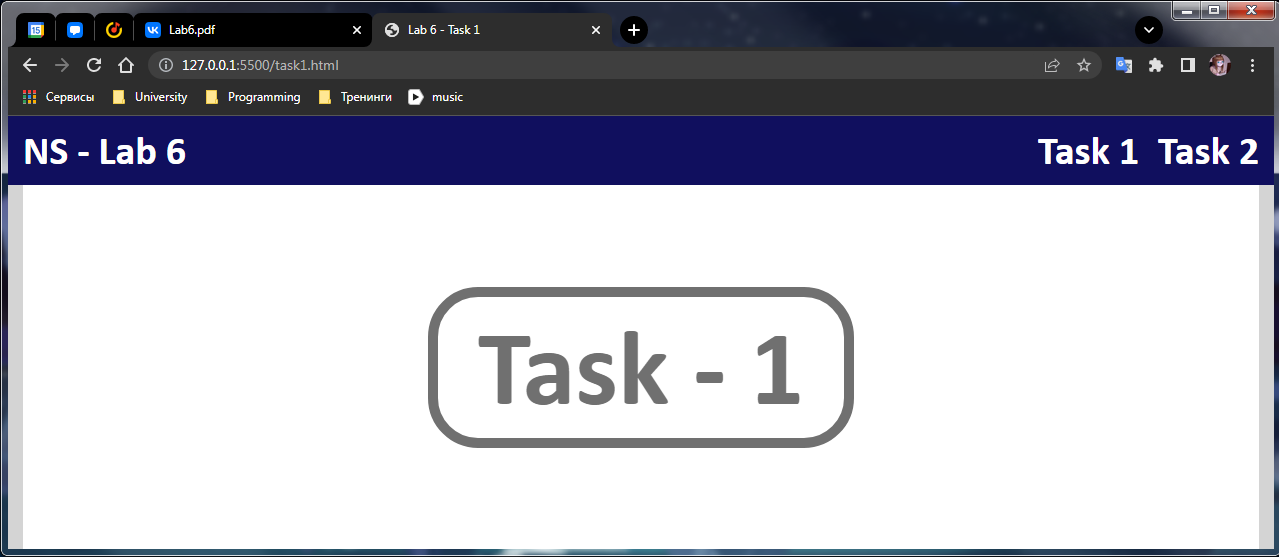 15
Lab6.pdf
Lab 6 - Task 1
127.0.0.1:5500/task1.html
Сервисы
University
Programming
Тренинги
music
NS - Lab 6
Task 1 Task 2
Task - 1